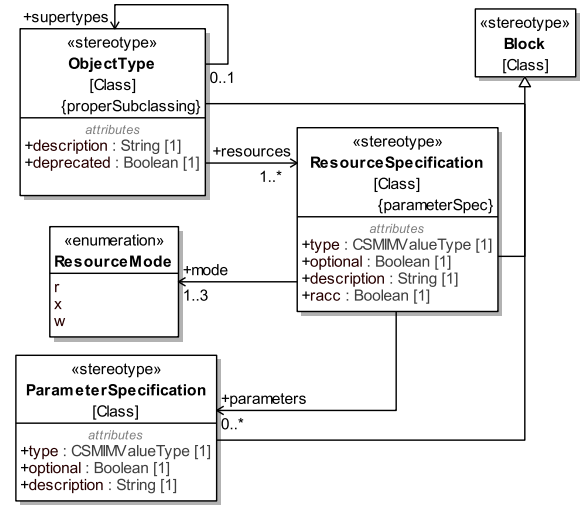 +supertypes
«stereotype»
ObjectType
[Class]
{properSubclassing}
attributes
+description : String [1]
+deprecated : Boolean [1]
0..1
«stereotype»
Block
[Class]
+resources
1..*
«stereotype»
ResourceSpecification
[Class]
{parameterSpec}
attributes
+type : CSMIMValueType [1]
+optional : Boolean [1]
+description : String [1]
+racc : Boolean [1]
«enumeration»
ResourceMode
r
x
w
+mode
1..3
«stereotype»
ParameterSpecification
[Class]
attributes
+type : CSMIMValueType [1]
+optional : Boolean [1]
+description : String [1]
+parameters
0..*